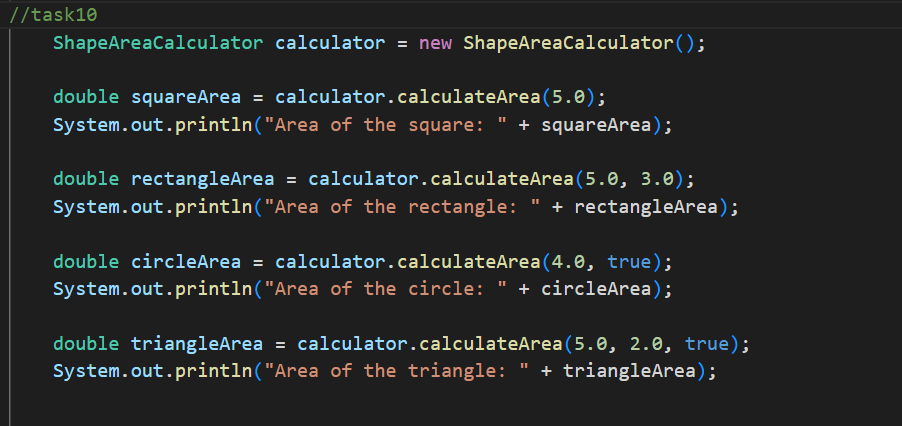 //task10
ShapeAreaCalculator calculator = new ShapeAreaCalculator();
double squareArea = calculator.calculateArea(5.0);
System.out.println("Area of the square: " + squareArea);
double rectangleArea = calculator.calculateArea(5.0, 3.0);
System.out.println("Area of the rectangle: " + rectangleArea);
double circleArea = calculator.calculateArea(4.0, true);
System.out.println("Area of the circle: " + circleArea);
double triangleArea = calculator.calculateArea(5.0, 2.0, true);
System.out.println("Area of the triangle: " + triangleArea);